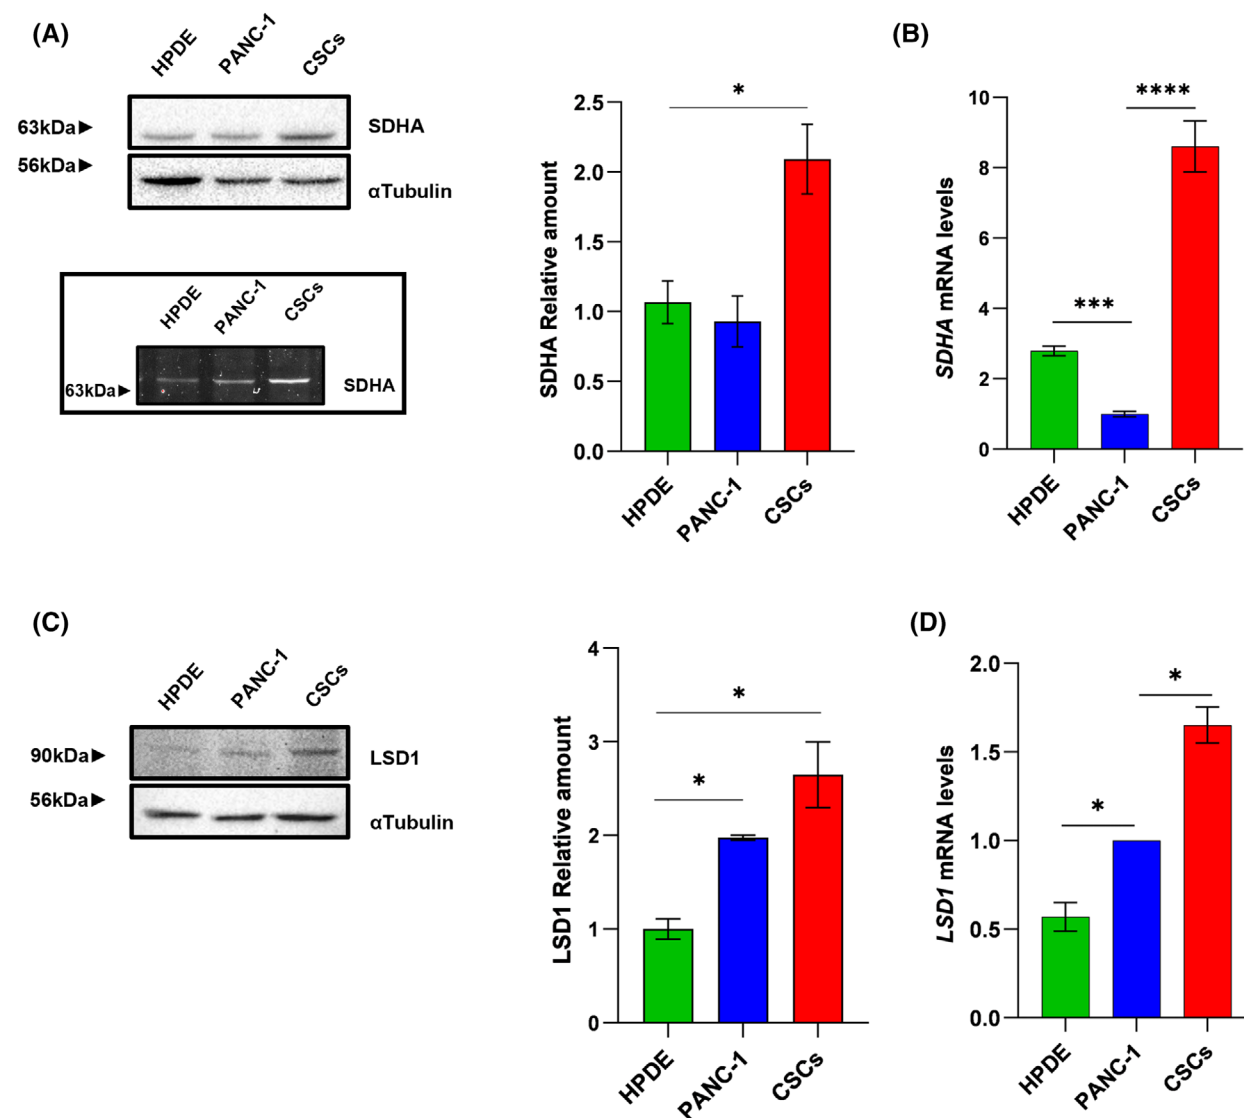 (A)
HPDE
PANC-1
CSCs
63kDa►
SDHA
56kDa►
αTubulin
HPDE
PANC-1
CSCs
63kDa►
SDHA
SDHA Relative amount
2.5
2.0
1.5
1.0
0.5
0.0
*
HPDE
PANC-1
CSCs
(B)
SDHA mRNA levels
10
8
6
4
2
0
***
****
HPDE
PANC-1
CSCs
(C)
HPDE
PANC-1
CSCs
90kDa►
LSD1
56kDa►
αTubulin
LSD1 Relative amount
4
3
2
1
0
*
*
HPDE
PANC-1
CSCs
(D)
LSD1 mRNA levels
2.0
1.5
1.0
0.5
0.0
*
*
HPDE
PANC-1
CSCs